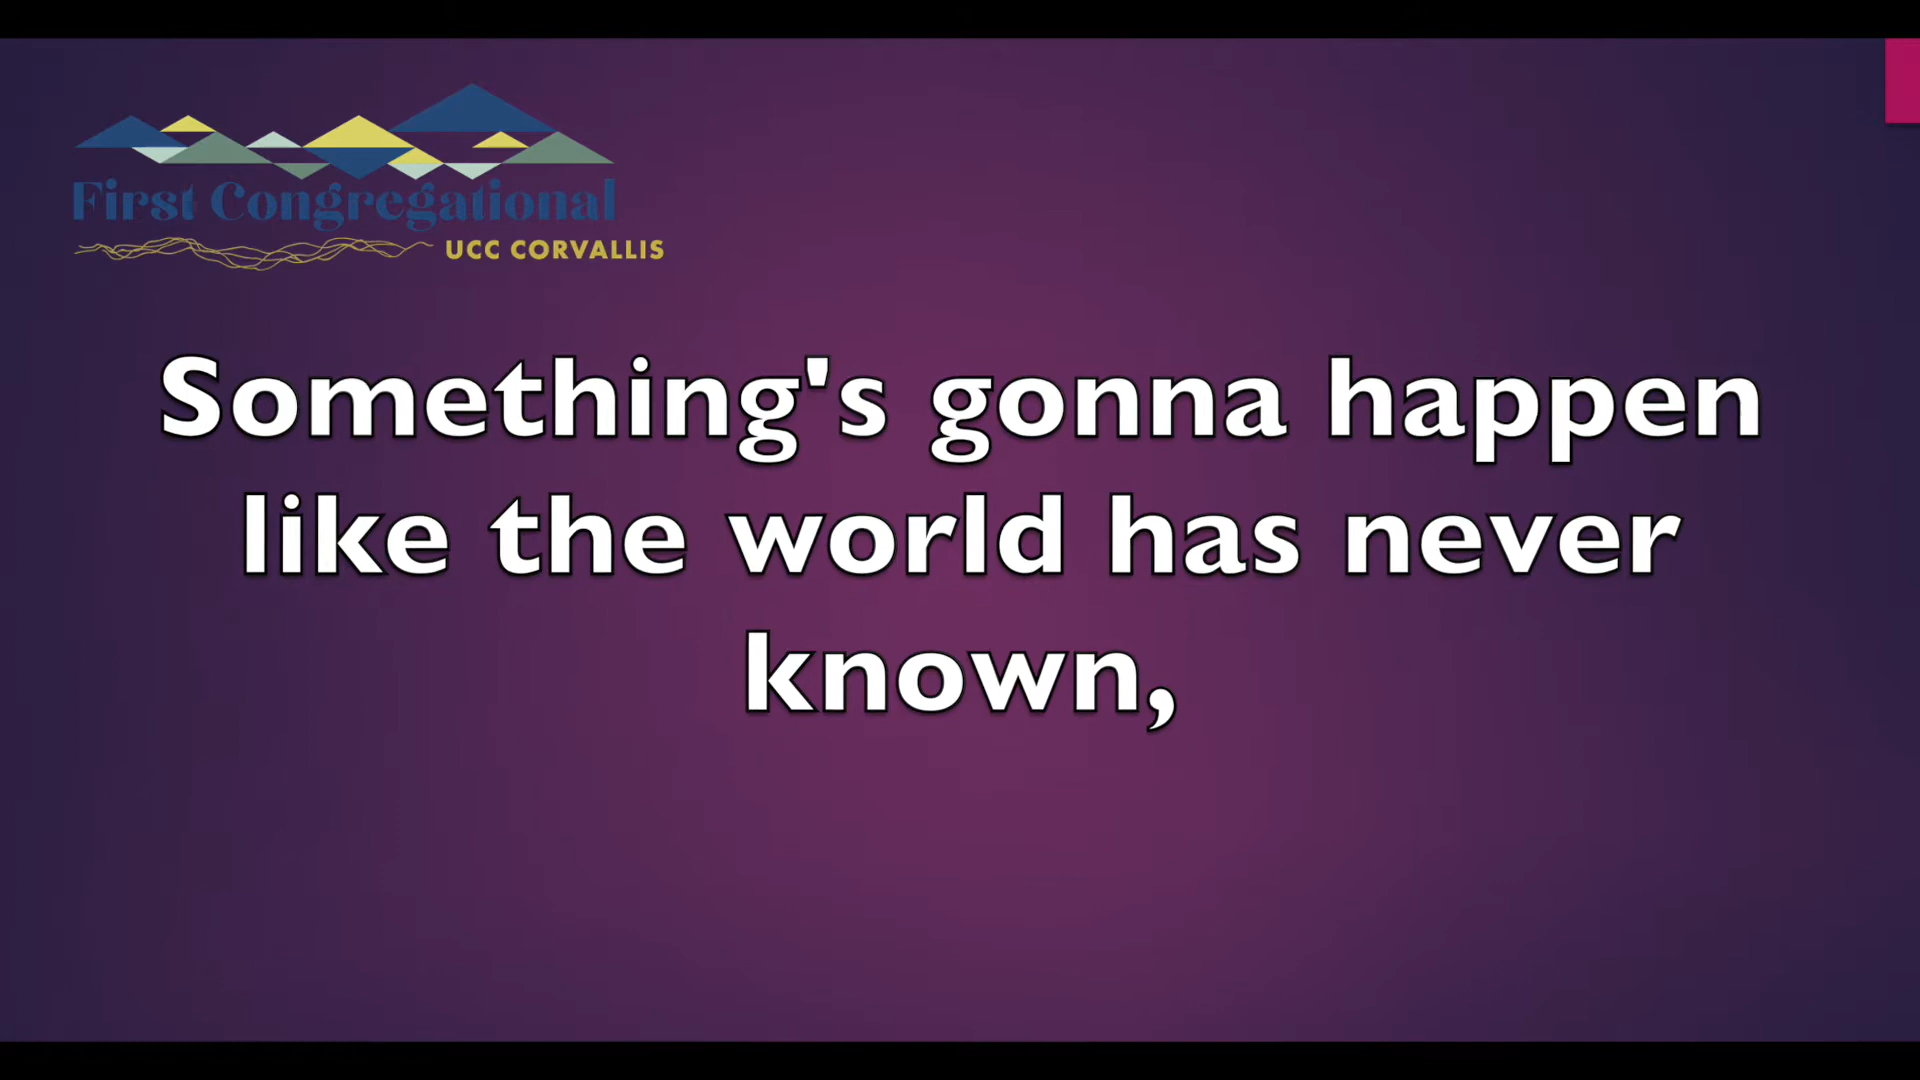 First Congregational
UCC CORVALLIS
Something's gonna happen
like the world has never
known,